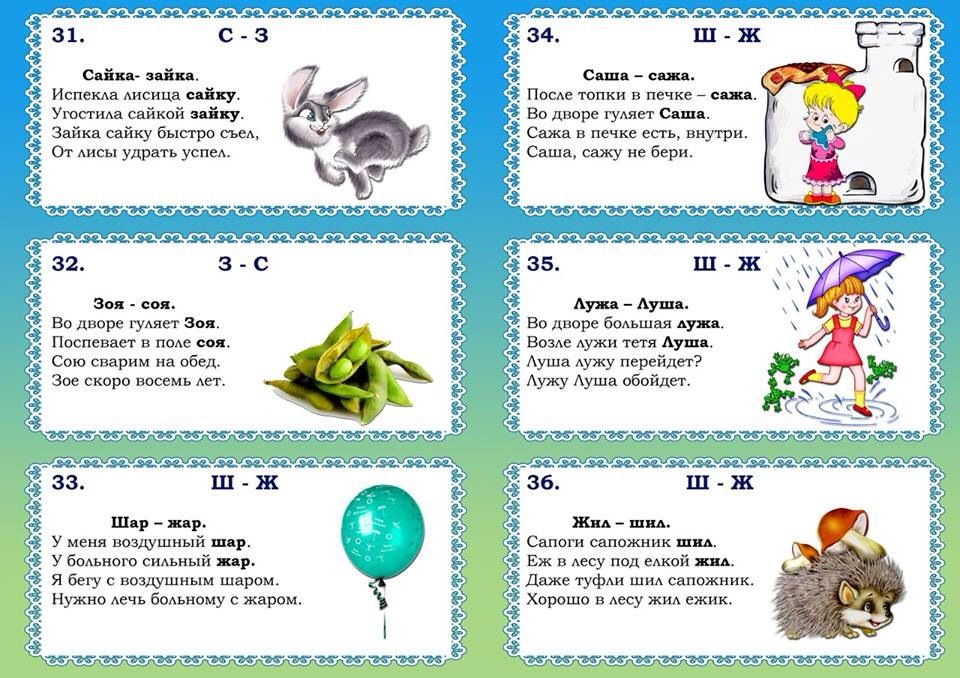 31. С - З
Сайка- зайка.
Испекла лисица сайку.
Угостила сайкой зайку.
Зайка сайку быстро съел,
От лисы удрать успел.
32. З - С
Зоя - соя.
Во дворе гуляет Зоя.
Поспевает в поле соя.
Сою сварим на обед.
Зое скоро восемь лет.
33. Ш - Ж
Шар – жар.
У меня воздушный шар.
У больного сильный жар.
Я бегу с воздушным шаром.
Нужно лечь больному с жаром.
34. Ш - Ж
Саша – сажа.
После топки в печке – сажа.
Во дворе гуляет Саша.
Сажа в печке есть, внутри.
Саша, сажу не бери.
35. Ш - Ж
Лужа – Луша.
Во дворе большая лужа.
Возле лужи тетя Луша.
Луша лужу перейдет?
Лужу Луша обойдет.
36. Ш - Ж
Жил – шил.
Сапоги сапожник шил.
Еж в лесу под елкой жил.
Даже туфли шил сапожник.
Хорошо в лесу жил ежик.